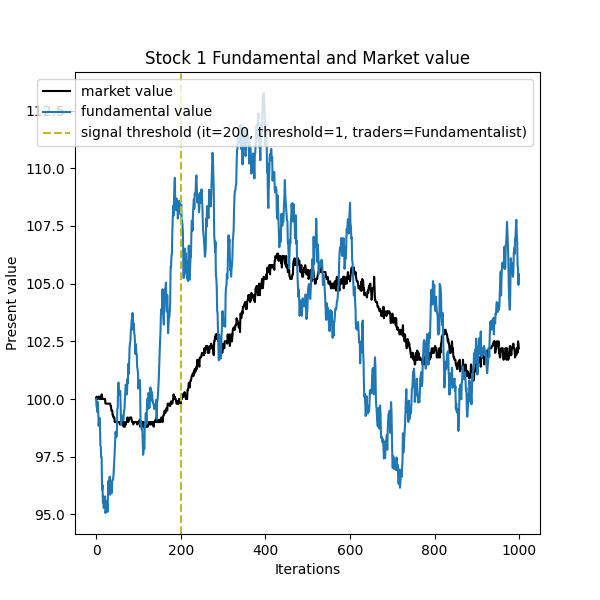 Stock 1 Fundamental and Market value
market value
fundamental value
signal threshold (it=200, threshold=1, traders=Fundamentalist)
112.5
110.0
107.5
105.0
102.5
100.0
97.5
95.0
Present value
0 200 400 600 800 1000
Iterations